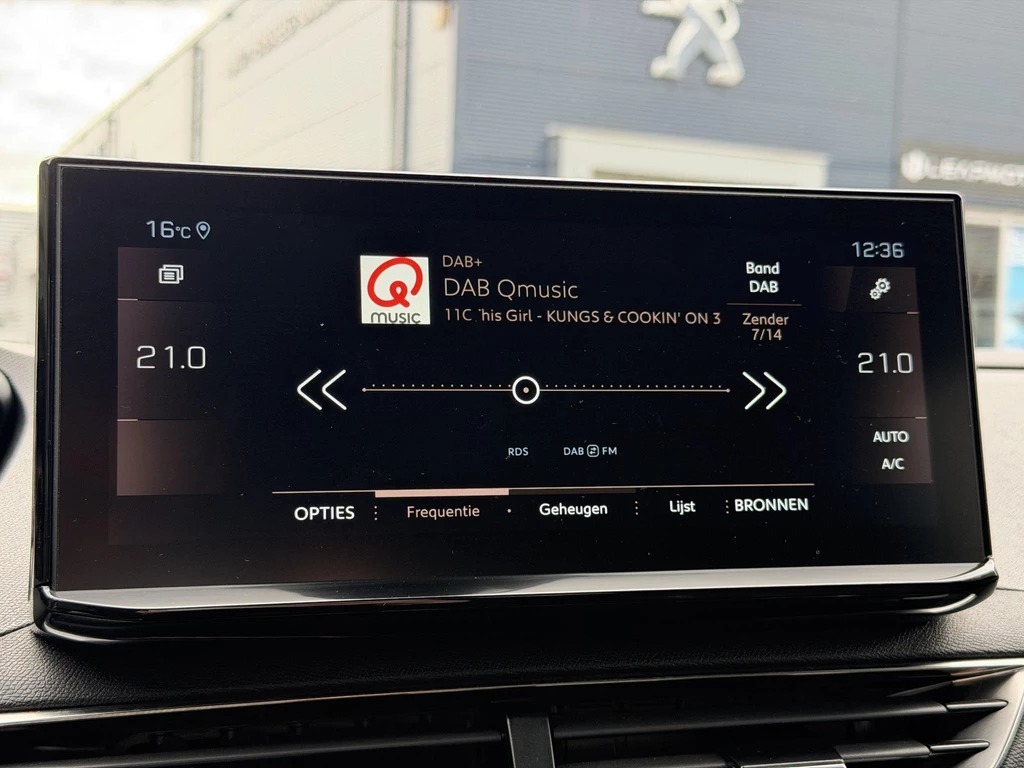 16°C
12:36
DAB+
DAB Qmusic
11C 'his Girl - KUNGS & COOKIN' ON 3
MUSIC
Band
DAB
Zender
7/14
21.0
21.0
RDS
DAB FM
AUTO
A/C
OPTIES
Frequentie
Geheugen
Lijst
BRONNEN